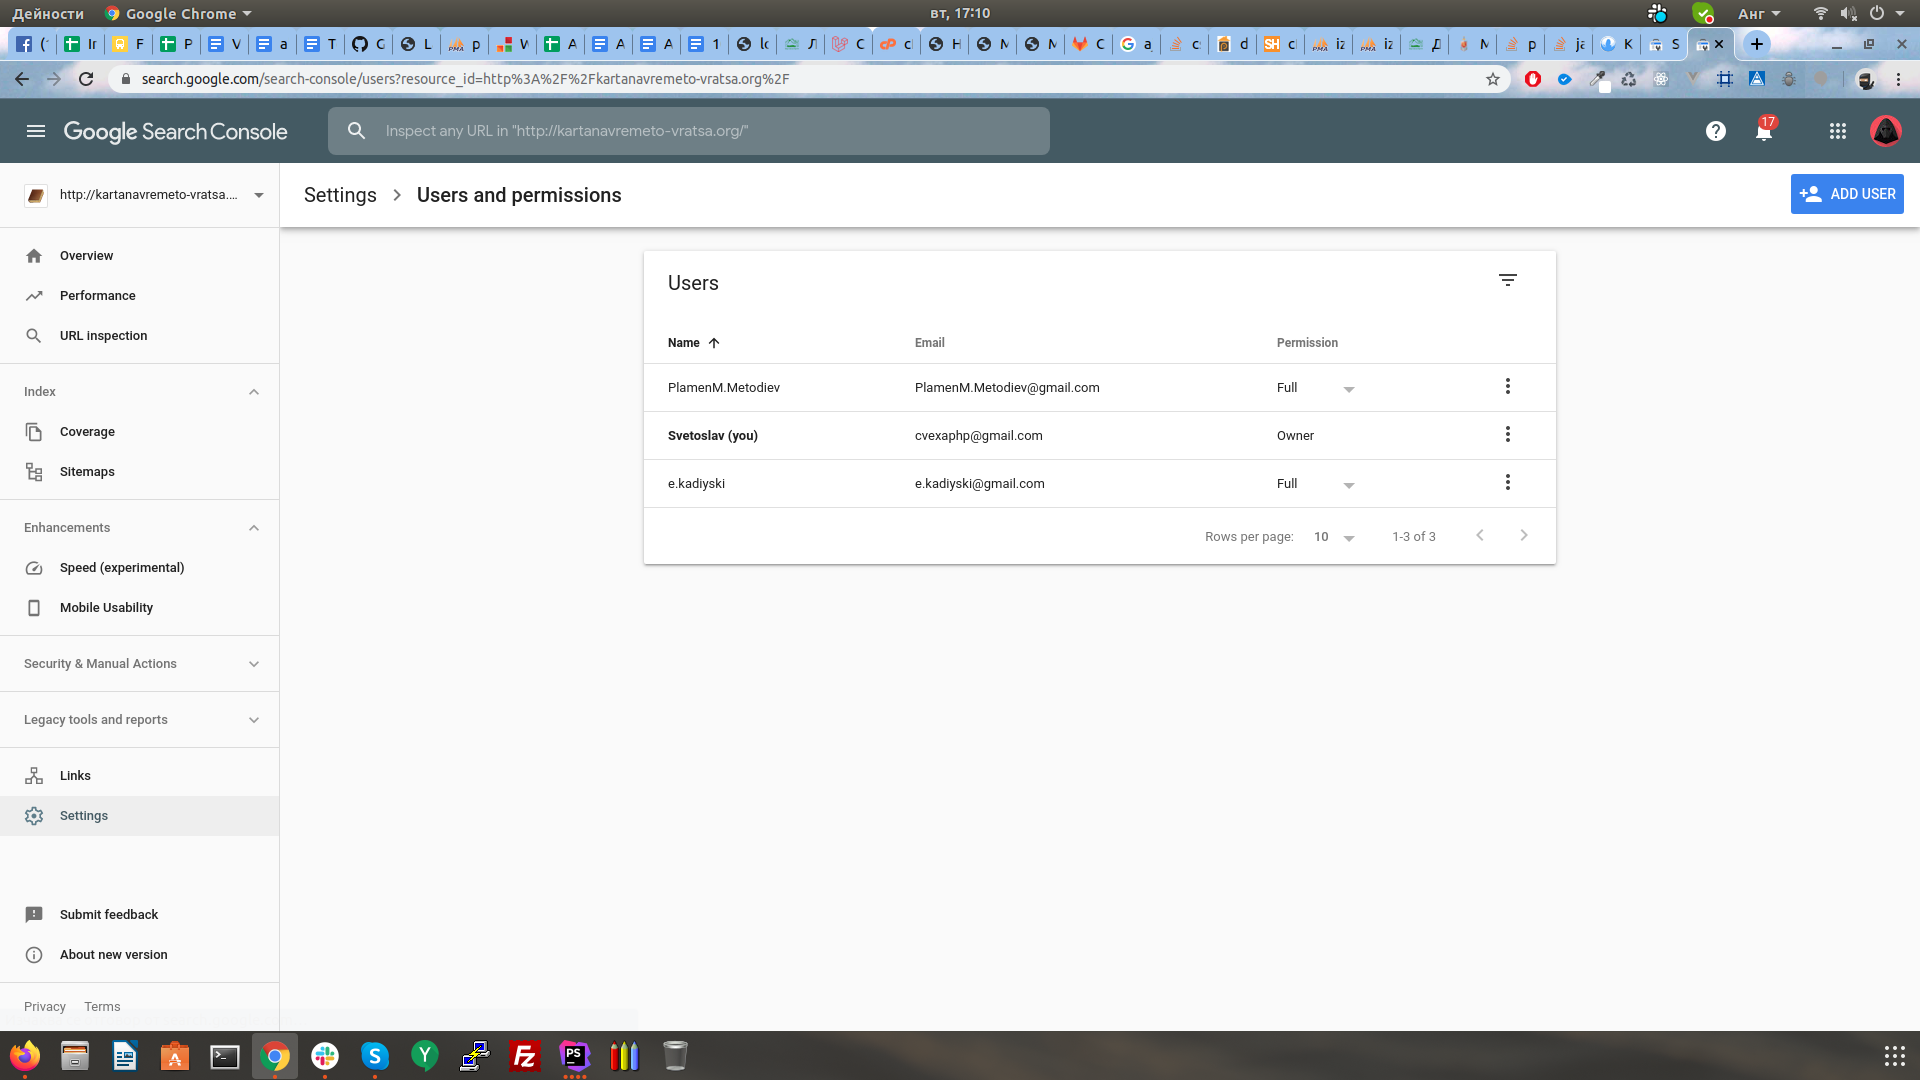 Дейности
Google Chrome
вт, 17:10
Анг
search.google.com/search-console/users?resource_id=http%3A%2F%2Fkartanavremeto-vratsa.org%2F
Google Search Console
Inspect any URL in "http://kartanavremeto-vratsa.org/"
17
http://kartanavremeto-vratsa....
Settings > Users and permissions
ADD USER
Overview
Performance
URL inspection
Index
Coverage
Sitemaps
Enhancements
Speed (experimental)
Mobile Usability
Security & Manual Actions
Legacy tools and reports
Links
Settings
Submit feedback
About new version
Privacy Terms
Users
Name Email Permission
PlamenM.Metodiev PlamenM.Metodiev@gmail.com Full
Svetoslav (you) cvexaphp@gmail.com Owner
e.kadiyski e.kadiyski@gmail.com Full
Rows per page: 10 1-3 of 3